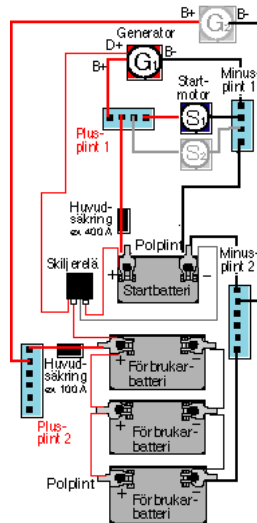 B+
G2
B-
Generator
D+
B-
G1
B+
Start-
motor
Minus-
plint 1
S1
Plus-
plint 1
S2
Huvud-
säkring
ex 400 A
Polplint
Minus-
plint 2
Skiljerelä
+
−
Startbatteri
Förbrukar-
batteri
+
−
Huvud-
säkring
ex 100 A
Plus-
plint 2
Förbrukar-
batteri
+
−
Polplint
Förbrukar-
batteri
+
−